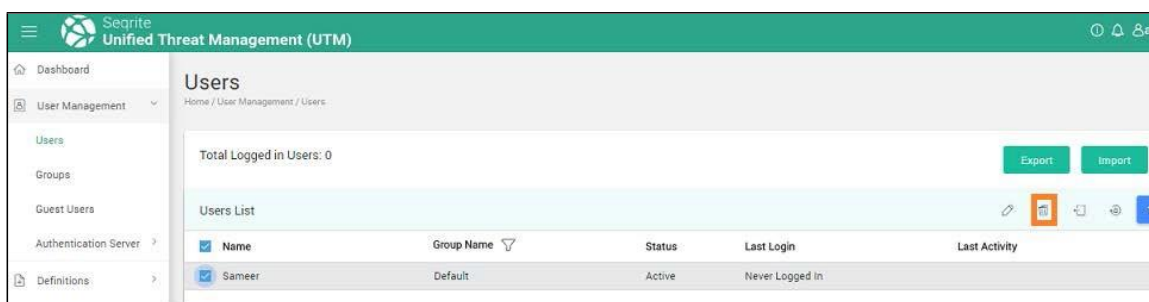 Seqrite
Unified Threat Management (UTM)
Dashboard
User Management
Users
Groups
Guest Users
Authentication Server
Definitions
Users
Home / User Management / Users
Total Logged in Users: 0
Export
Import
Users List
Name
Group Name
Status
Last Login
Last Activity
Sameer
Default
Active
Never Logged In